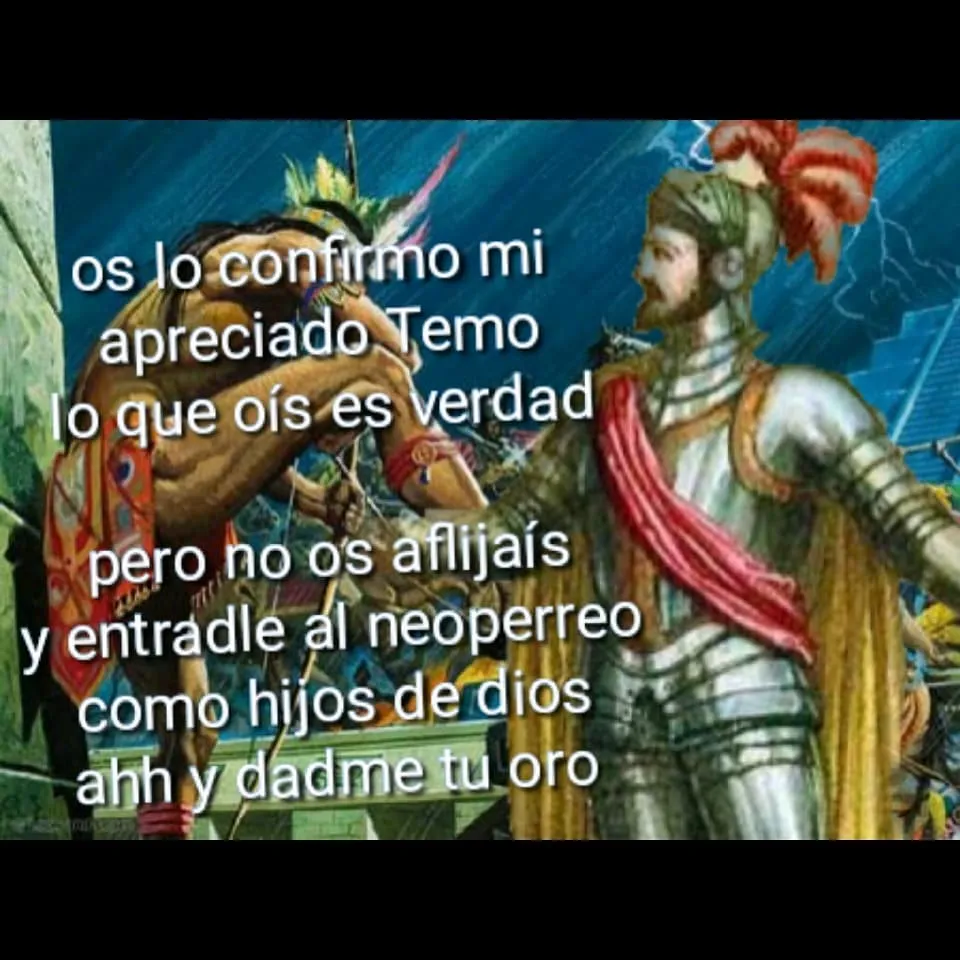 os lo confirmo mi
apreciado Temo
lo que oís es verdad
pero no os aflijaís
y entradle al neoperreo
como hijos de dios
ahh y dadme tu oro